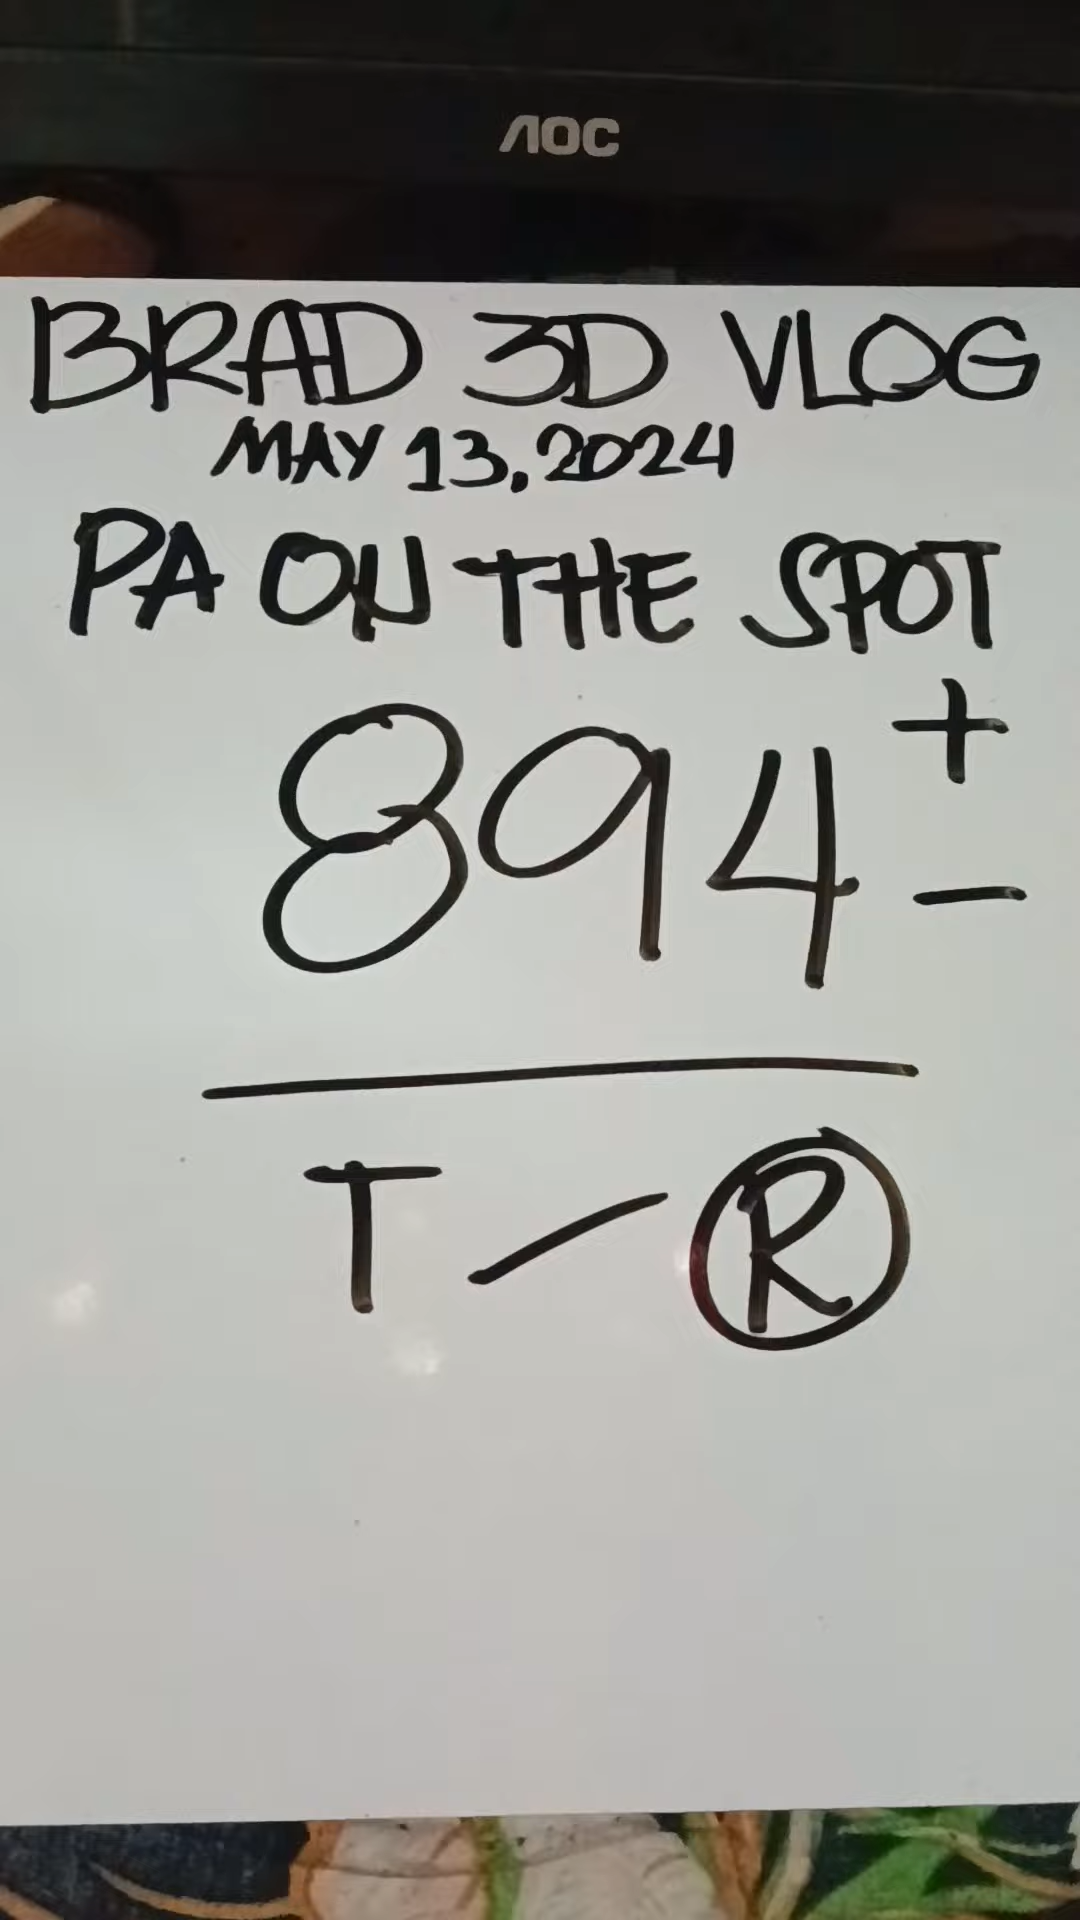 AOC
BRAD 3D VLOG
MAY 13, 2024
PA ON THE SPOT
894 + -
T - R